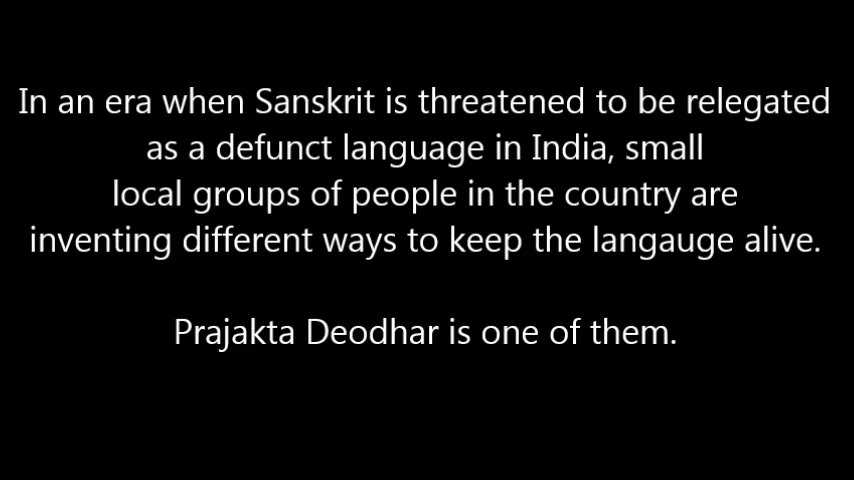 In an era when Sanskrit is threatened to be relegated
as a defunct language in India, small
local groups of people in the country are
inventing different ways to keep the langauge alive.
Prajakta Deodhar is one of them.